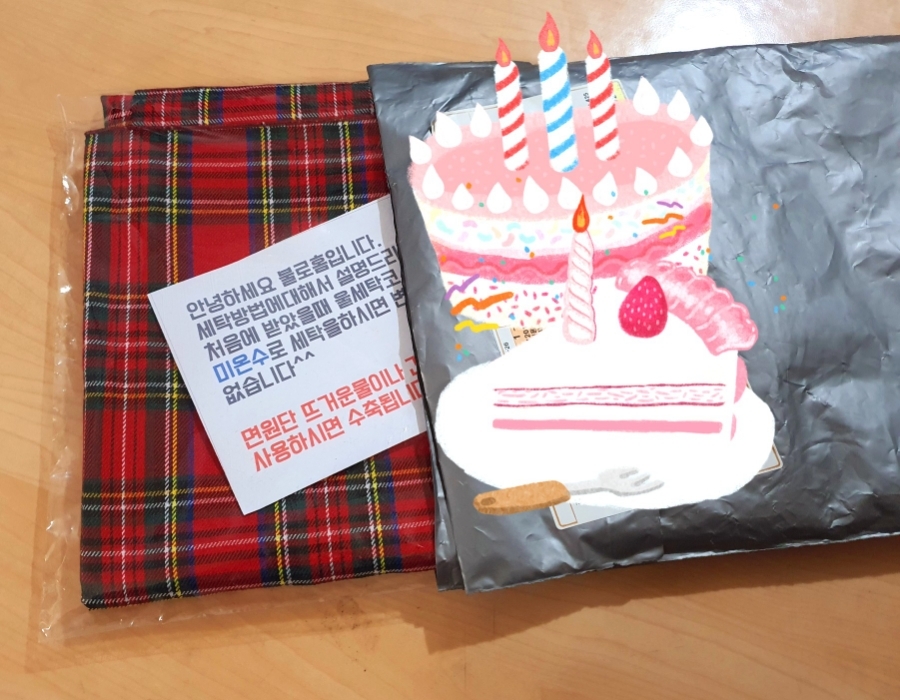 안녕하세요 불로홈입니다.
세탁방법에대해서 설명드리
처음에 받았을때 울세탁코
미온수로 세탁을하시면
없습니다^^
면원단 뜨거운물이나
사용하시면 수축됩니